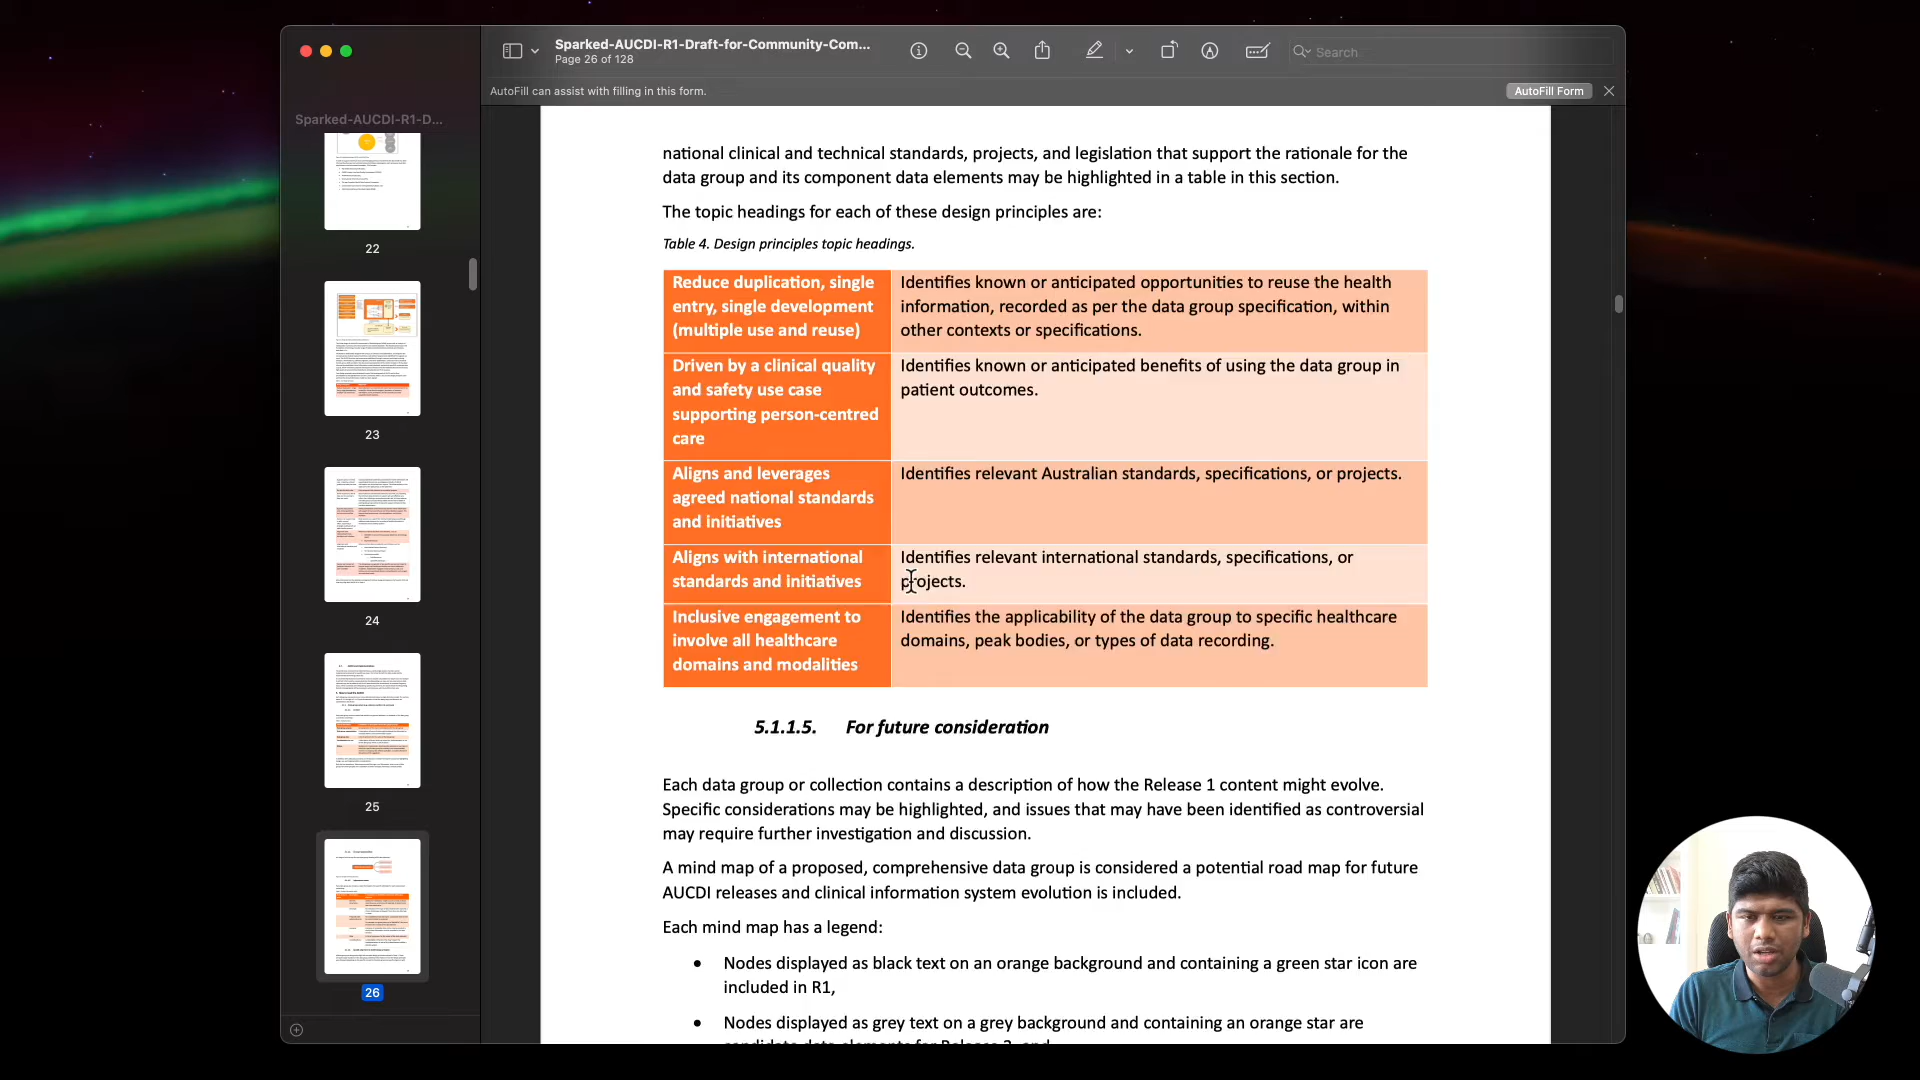 Sparked-AUCDI-R1-Draft-for-Community-Com...
Page 26 of 128
Search
AutoFill can assist with filling in this form.
AutoFill Form
Sparked-AUCDI-R1-D...
22
23
24
25
26
national clinical and technical standards, projects, and legislation that support the rationale for the
data group and its component data elements may be highlighted in a table in this section.
The topic headings for each of these design principles are:
Table 4. Design principles topic headings.
Reduce duplication, single
entry, single development
(multiple use and reuse)
Identifies known or anticipated opportunities to reuse the health
information, recorded as per the data group specification, within
other contexts or specifications.
Driven by a clinical quality
and safety use case
supporting person-centred
care
Identifies known or anticipated benefits of using the data group in
patient outcomes.
Aligns and leverages
agreed national standards
and initiatives
Identifies relevant Australian standards, specifications, or projects.
Aligns with international
standards and initiatives
Identifies relevant international standards, specifications, or
projects.
Inclusive engagement to
involve all healthcare
domains and modalities
Identifies the applicability of the data group to specific healthcare
domains, peak bodies, or types of data recording.
5.1.1.5. For future consideration
Each data group or collection contains a description of how the Release 1 content might evolve.
Specific considerations may be highlighted, and issues that may have been identified as controversial
may require further investigation and discussion.
A mind map of a proposed, comprehensive data group is considered a potential road map for future
AUCDI releases and clinical information system evolution is included.
Each mind map has a legend:
• Nodes displayed as black text on an orange background and containing a green star icon are
included in R1,
• Nodes displayed as grey text on a grey background and containing an orange star are
candidate data elements for Release 2, and